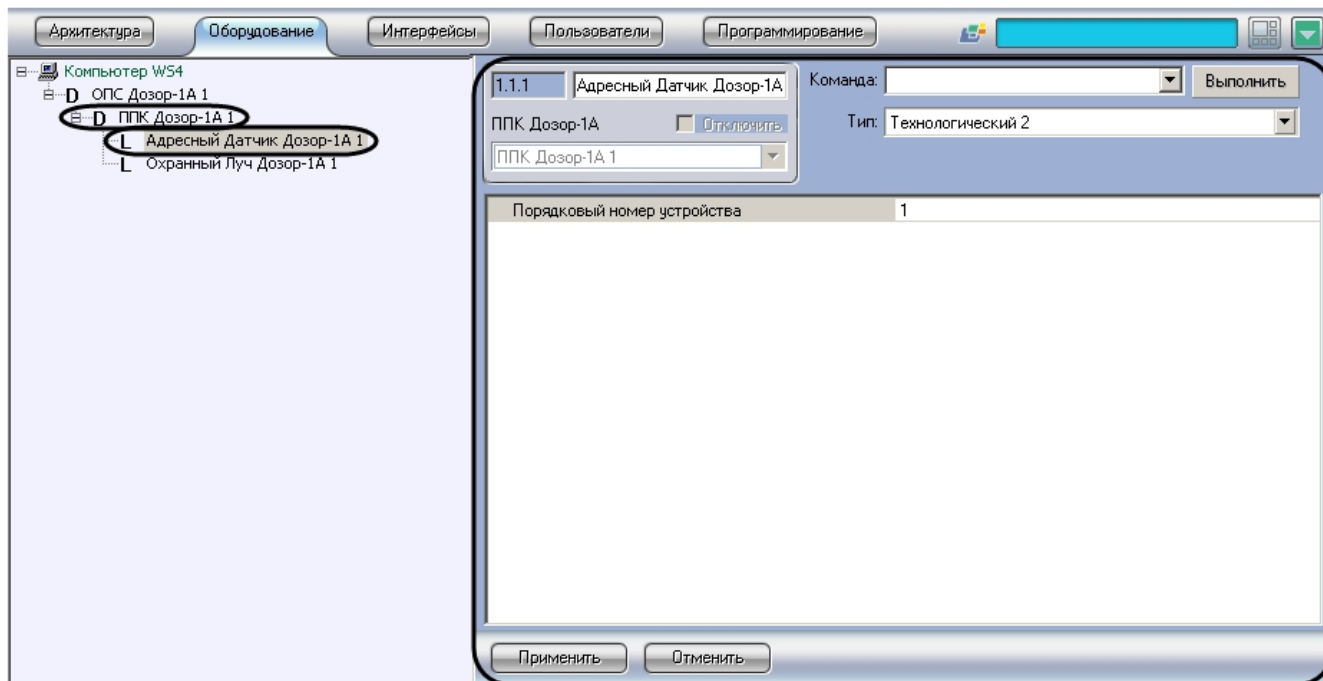 Архитектура
Оборудование
Интерфейсы
Пользователи
Программирование
Компьютер WS4
D ОПС Дозор-1А 1
D ППК Дозор-1А 1
L Адресный Датчик Дозор-1А 1
L Охранный Луч Дозор-1А 1
1.1.1
Адресный Датчик Дозор-1А
ППК Дозор-1А
Отключить
ППК Дозор-1А 1
Команда:
Выполнить
Тип: Технологический 2
Порядковый номер устройства 1
Применить
Отменить